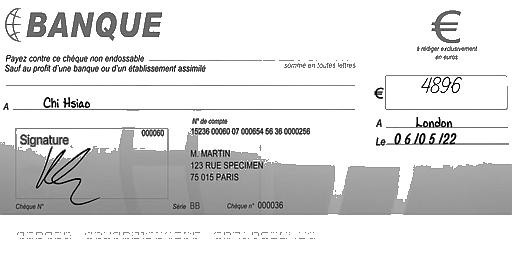 BANQUE
€
à rédiger exclusivement
en euros
Payez contre ce chèque non endossable
Sauf au profit d'une banque ou d'un établissement assimilé
somme en toutes lettres
€ 4896
A Chi Hsiao
A London
Le 06/05/22
N° de compte
15236 00060 07 000654 56 36 0000256
Signature
000060
M. MARTIN
123 RUE SPECIMEN
75 015 PARIS
Chèque N°
Série BB
Chèque n° 000036